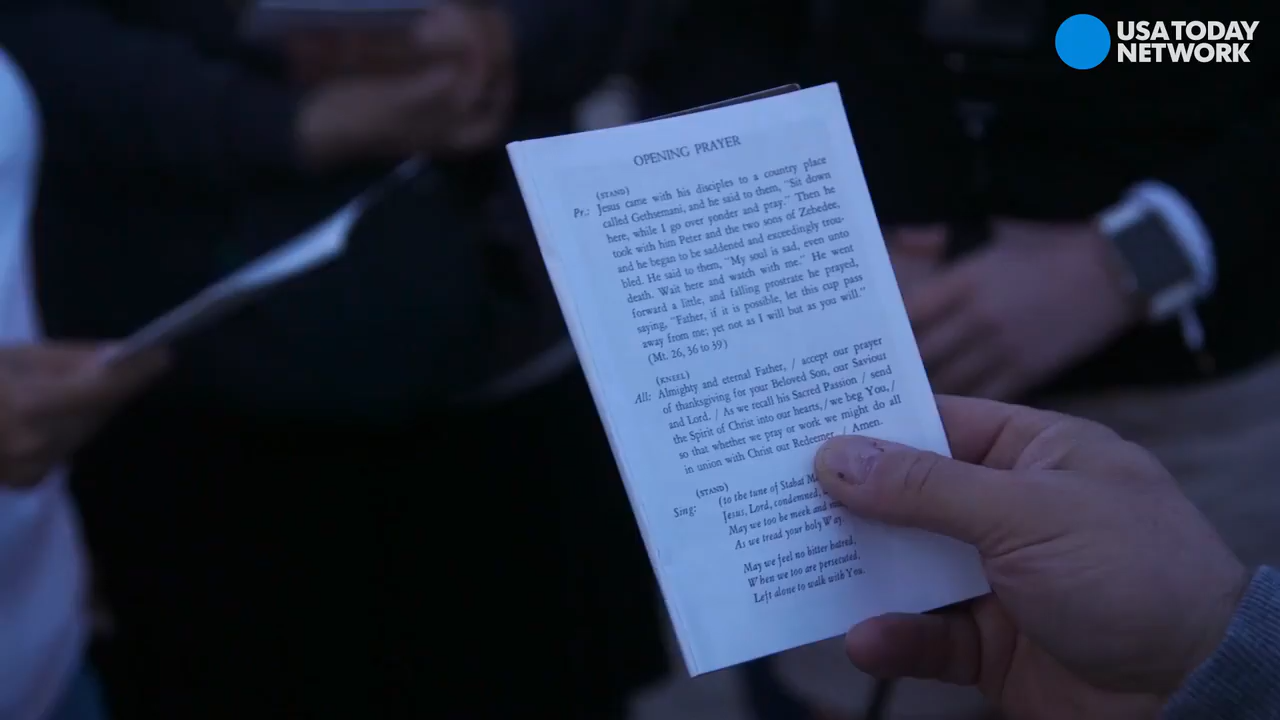 USA TODAY
NETWORK
OPENING PRAYER
(STAND)
Pr.: Jesus came with his disciples to a country place
called Gethsemani, and he said to them, "Sit down
here, while I go over yonder and pray." Then he
took with him Peter and the two sons of Zebedee,
and he began to be saddened and exceedingly trou-
bled. He said to them, "My soul is sad, even unto
death. Wait here and watch with me." He went
forward a little, and falling prostrate he prayed,
saying, "Father, if it is possible, let this cup pass
away from me; yet not as I will but as you will."
(Mt. 26, 36 to 39)
(KNEEL)
All: Almighty and eternal Father, / accept our prayer
of thanksgiving for your Beloved Son, our Saviour
and Lord. / As we recall his Sacred Passion / send
the Spirit of Christ into our hearts, / we beg You, /
so that whether we pray or work we might do all
in union with Christ our Redeemer. / Amen.
(STAND)
Sing: (to the tune of Stabat
Jesus, Lord, condemned,
May we too be meek and
As we tread your holy Way
May we feel no bitter hatred,
When we too are persecuted,
Left alone to walk with You.